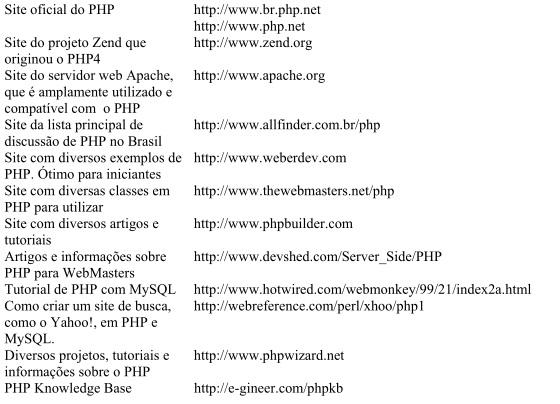 Site oficial do PHP http://www.br.php.net
http://www.php.net
Site do projeto Zend que http://www.zend.org
originou o PHP4
Site do servidor web Apache, http://www.apache.org
que é amplamente utilizado e
compatível com o PHP
Site da lista principal de http://www.allfinder.com.br/php
discussão de PHP no Brasil
Site com diversos exemplos de http://www.weberdev.com
PHP. Ótimo para iniciantes
Site com diversas classes em http://www.thewebmasters.net/php
PHP para utilizar
Site com diversos artigos e http://www.phpbuilder.com
tutoriais
Artigos e informações sobre http://www.devshed.com/Server_Side/PHP
PHP para WebMasters
Tutorial de PHP com MySQL http://www.hotwired.com/webmonkey/99/21/index2a.html
Como criar um site de busca, http://webreference.com/perl/xhoo/php1
como o Yahoo!, em PHP e
MySQL.
Diversos projetos, tutoriais e http://www.phpwizard.net
informações sobre o PHP
PHP Knowledge Base http://e-gineer.com/phpkb